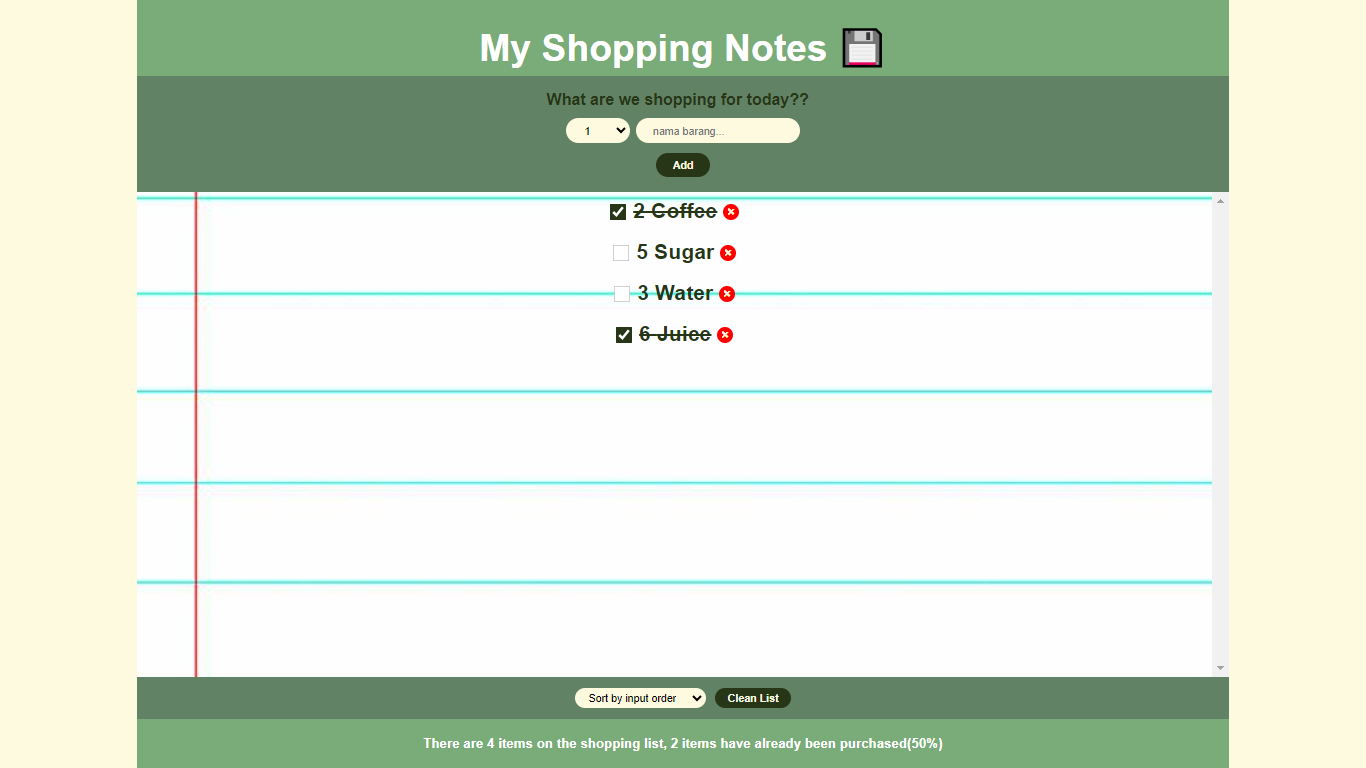 My Shopping Notes
What are we shopping for today??
1 nama barang...
Add
2 Coffee
5 Sugar
3 Water
6 Juice
Sort by input order Clean List
There are 4 items on the shopping list, 2 items have already been purchased(50%)